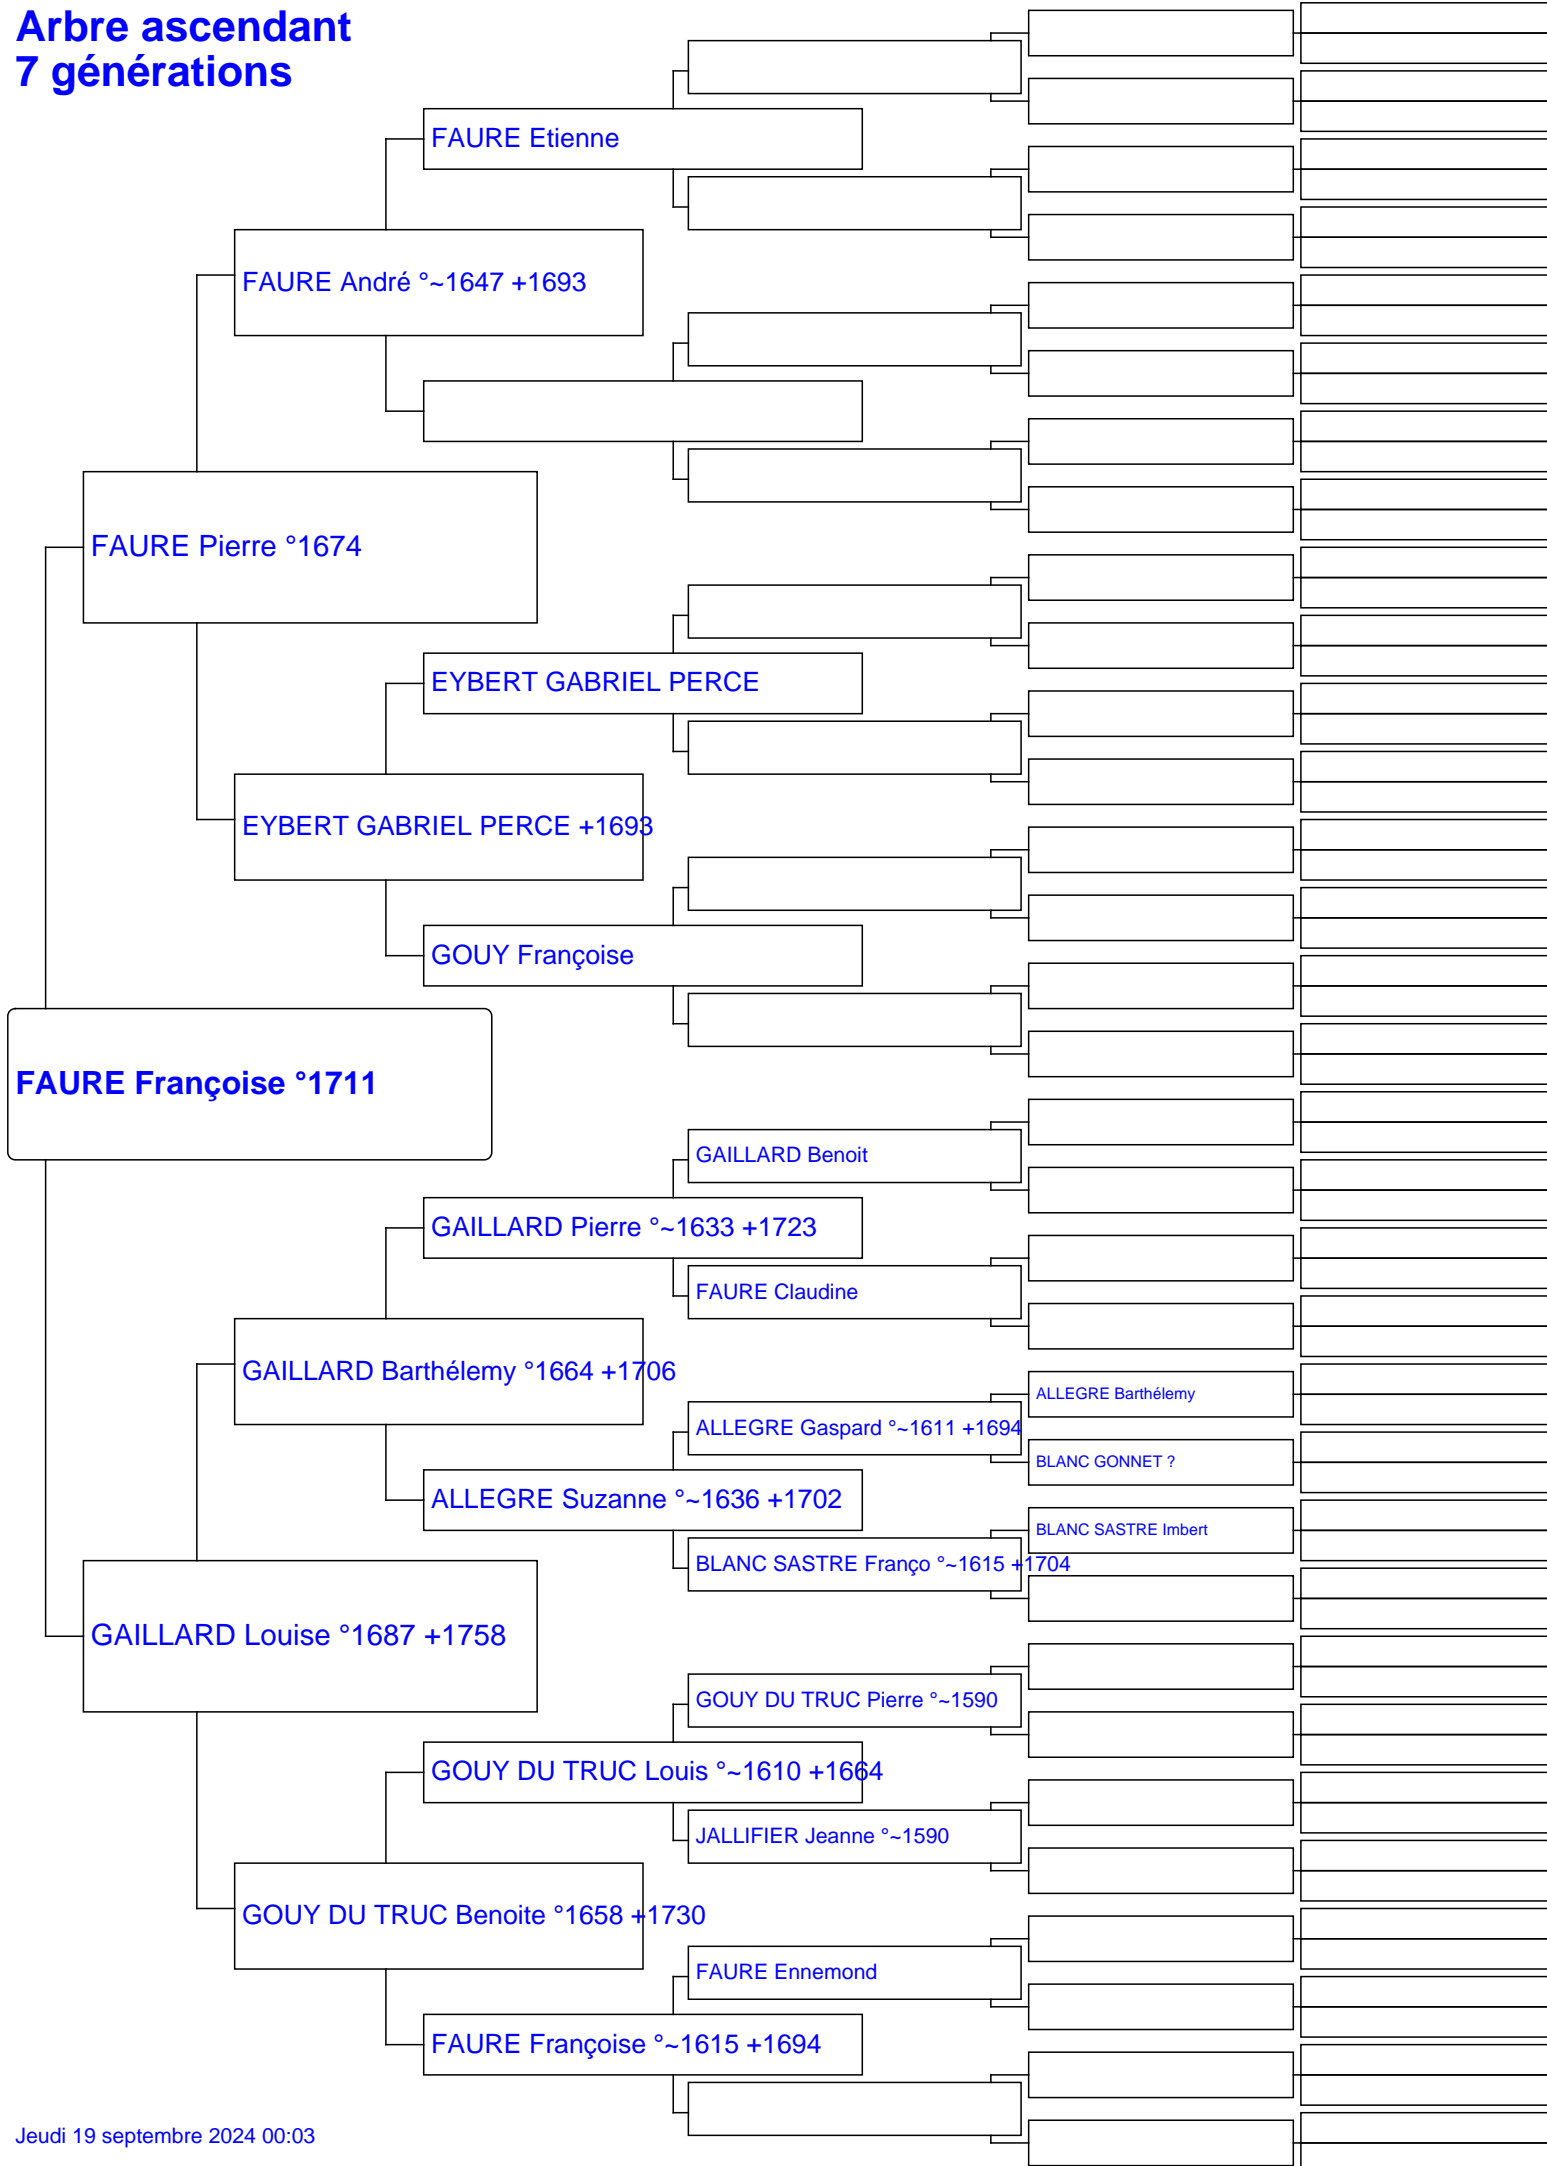 Arbre ascendant
7 générations
FAURE Etienne
FAURE André °~1647 +1693
FAURE Pierre °1674
EYBERT GABRIEL PERCE
EYBERT GABRIEL PERCE +1693
GOUY Françoise
FAURE Françoise °1711
GAILLARD Benoit
GAILLARD Pierre °~1633 +1723
FAURE Claudine
GAILLARD Barthélemy °1664 +1706
ALLEGRE Barthélemy
ALLEGRE Gaspard °~1611 +1694
BLANC GONNET ?
ALLEGRE Suzanne °~1636 +1702
BLANC SASTRE Imbert
BLANC SASTRE Franço °~1615 +1704
GAILLARD Louise °1687 +1758
GOUY DU TRUC Pierre °~1590
GOUY DU TRUC Louis °~1610 +1664
JALLIFIER Jeanne °~1590
GOUY DU TRUC Benoite °1658 +1730
FAURE Ennemond
FAURE Françoise °~1615 +1694
Jeudi 19 septembre 2024 00:03